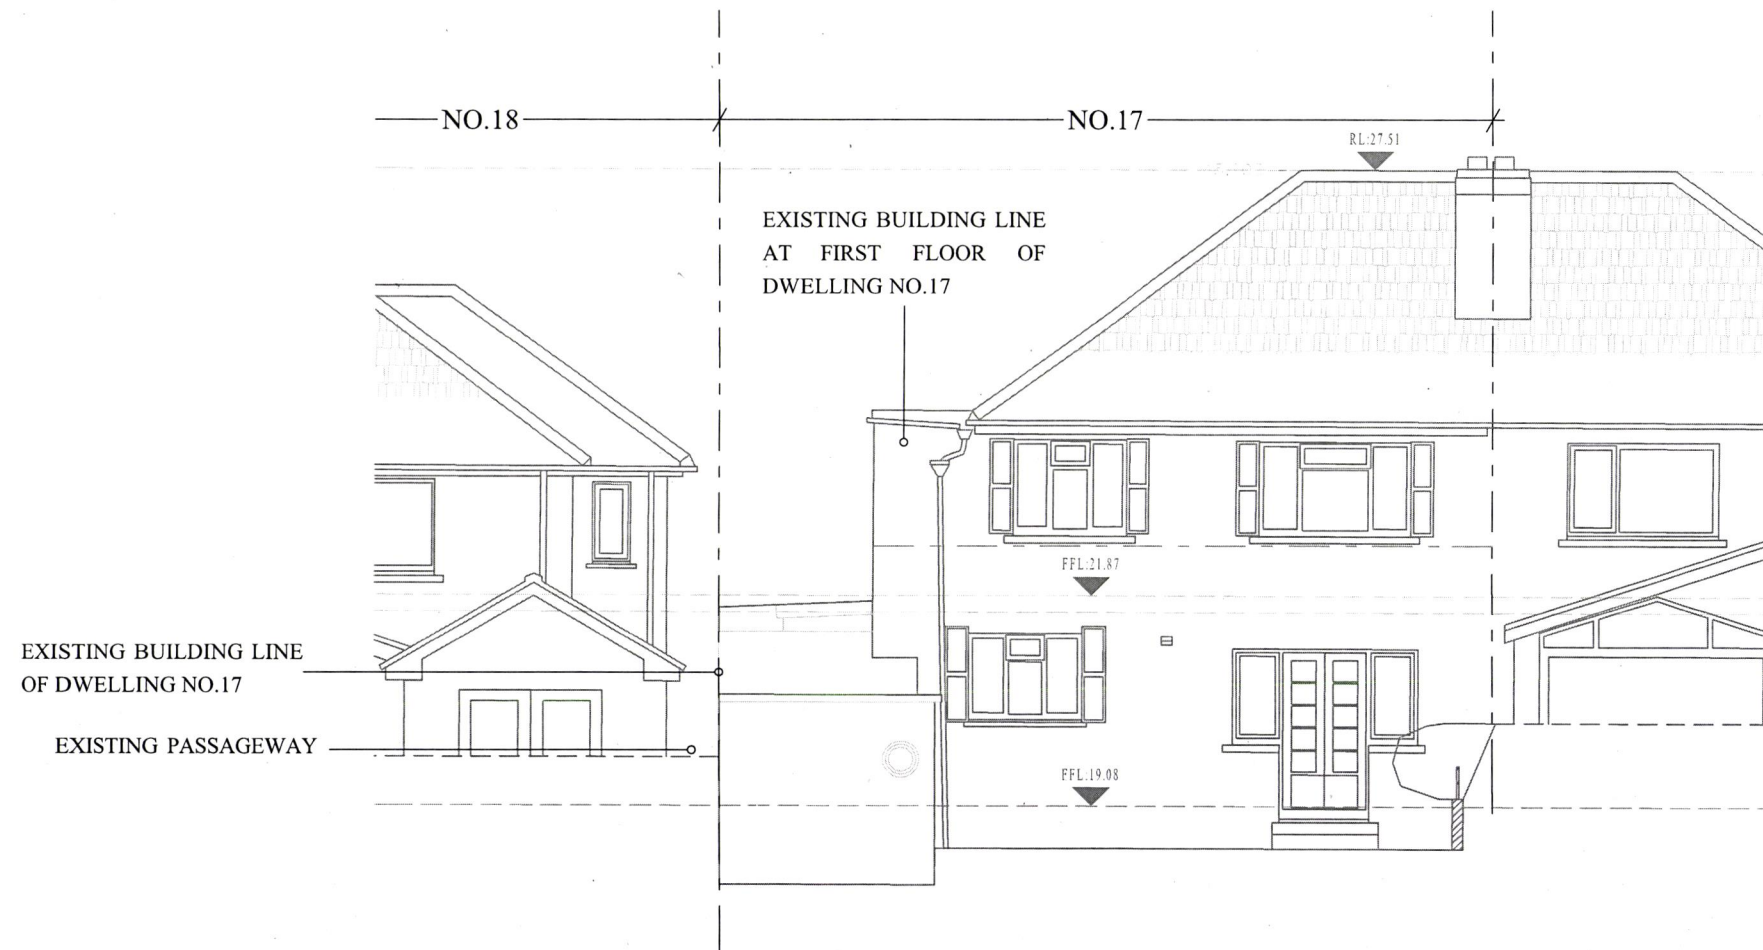 NO.18
NO.17
RL:27.51
EXISTING BUILDING LINE
AT FIRST FLOOR OF
DWELLING NO.17
FFL:21.87
EXISTING BUILDING LINE
OF DWELLING NO.17
EXISTING PASSAGEWAY
FFL:19.08